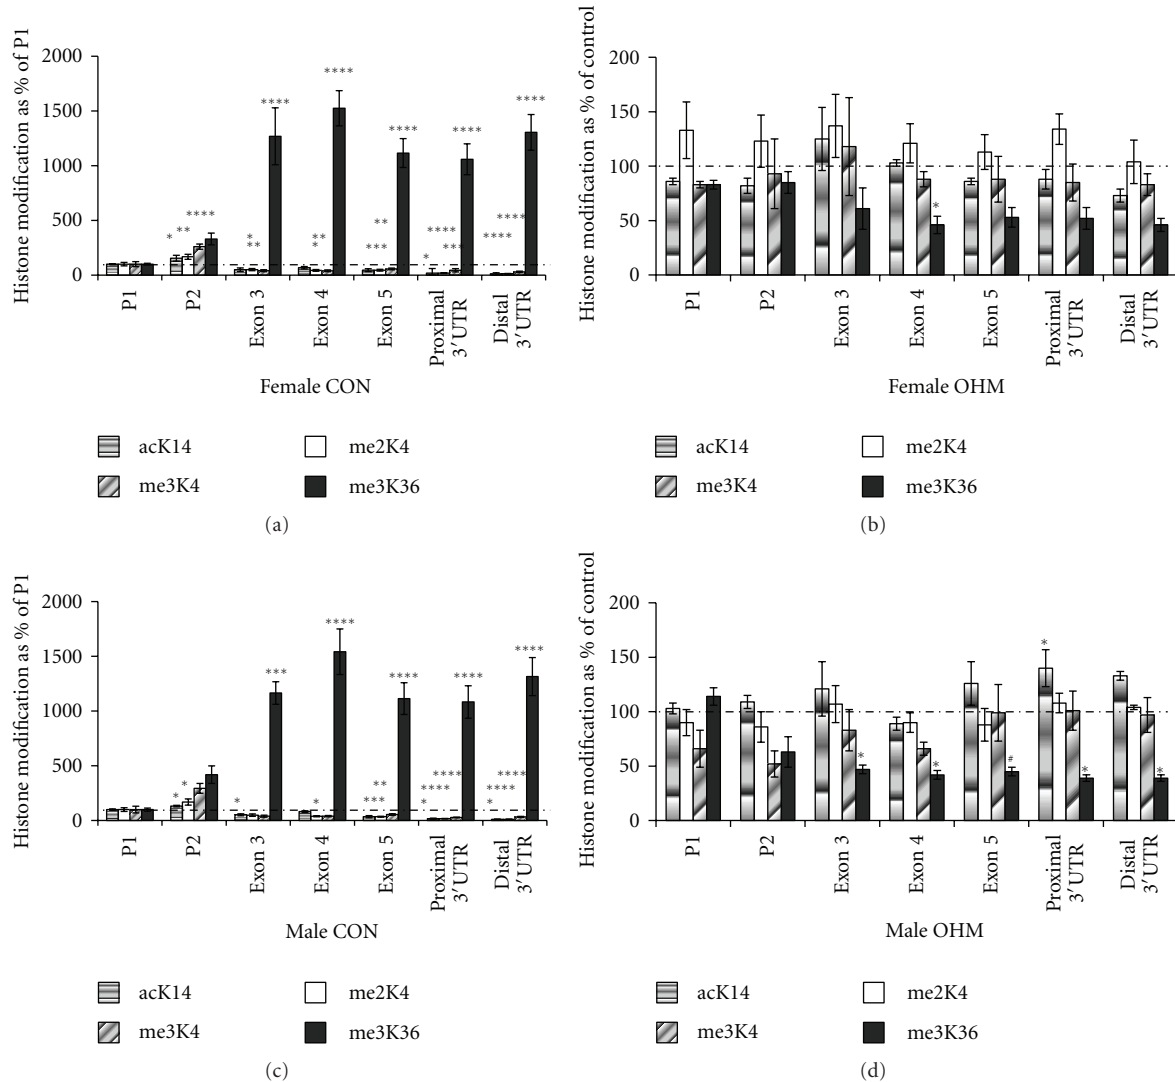 Histone modification as % of P1
2000
1500
1000
500
0
* ** ****
* ** ****
* ** ****
*** ** ****
* **** *** ****
**** **** ****
P1
P2
Exon 3
Exon 4
Exon 5
Proximal 3′UTR
Distal 3′UTR
Female CON
acK14
me2K4
me3K4
me3K36
(a)
Histone modification as % of control
200
150
100
50
0
*
P1
P2
Exon 3
Exon 4
Exon 5
Proximal 3′UTR
Distal 3′UTR
Female OHM
acK14
me2K4
me3K4
me3K36
(b)
Histone modification as % of P1
2000
1500
1000
500
0
* *
* ***
* ****
*** ** ****
* **** **** ****
* **** **** ****
P1
P2
Exon 3
Exon 4
Exon 5
Proximal 3′UTR
Distal 3′UTR
Male CON
acK14
me2K4
me3K4
me3K36
(c)
Histone modification as % of control
200
150
100
50
0
*
*
#
* *
*
P1
P2
Exon 3
Exon 4
Exon 5
Proximal 3′UTR
Distal 3′UTR
Male OHM
acK14
me2K4
me3K4
me3K36
(d)